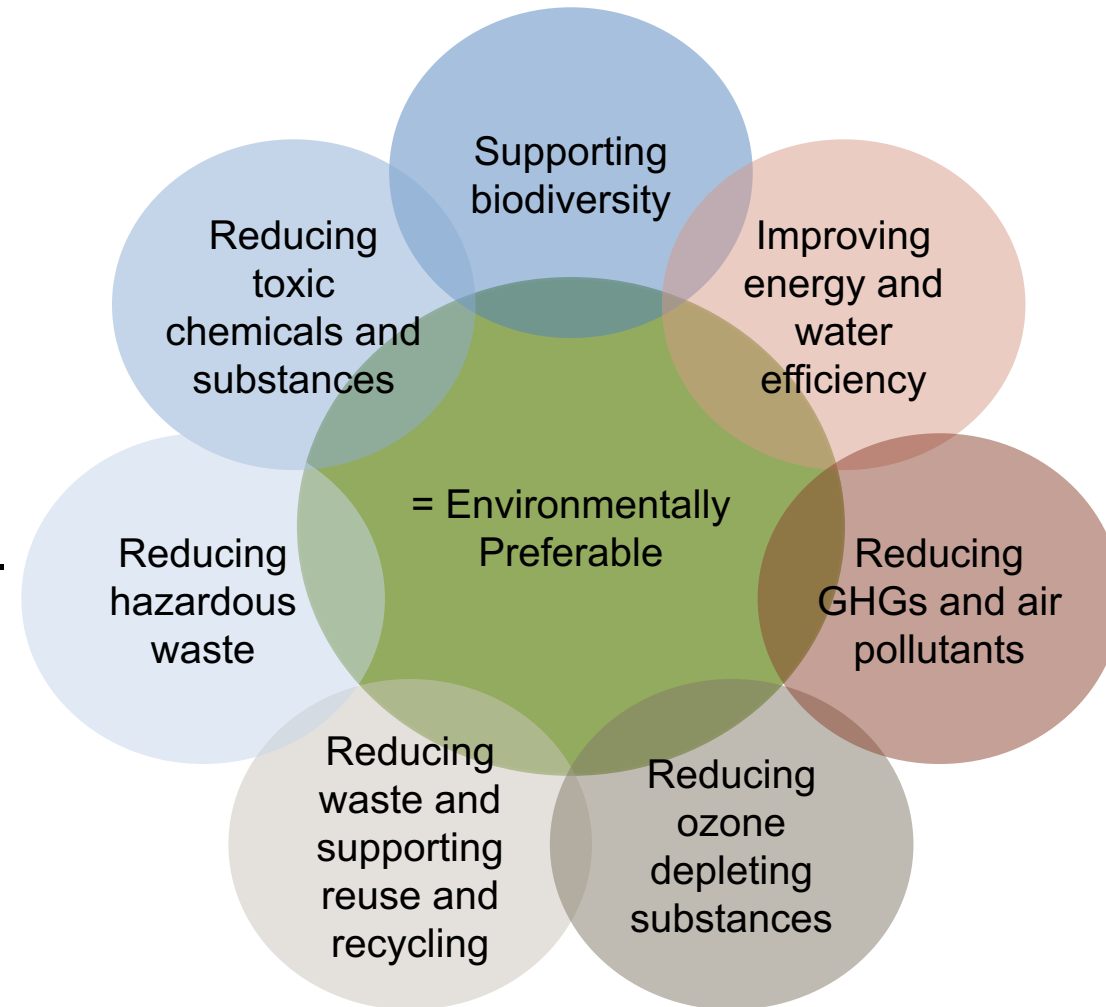 Supporting
biodiversity
Improving
energy and
water
efficiency
Reducing
GHGs and air
pollutants
Reducing
ozone
depleting
substances
Reducing
waste and
supporting
reuse and
recycling
Reducing
hazardous
waste
Reducing
toxic
chemicals and
substances
= Environmentally
Preferable